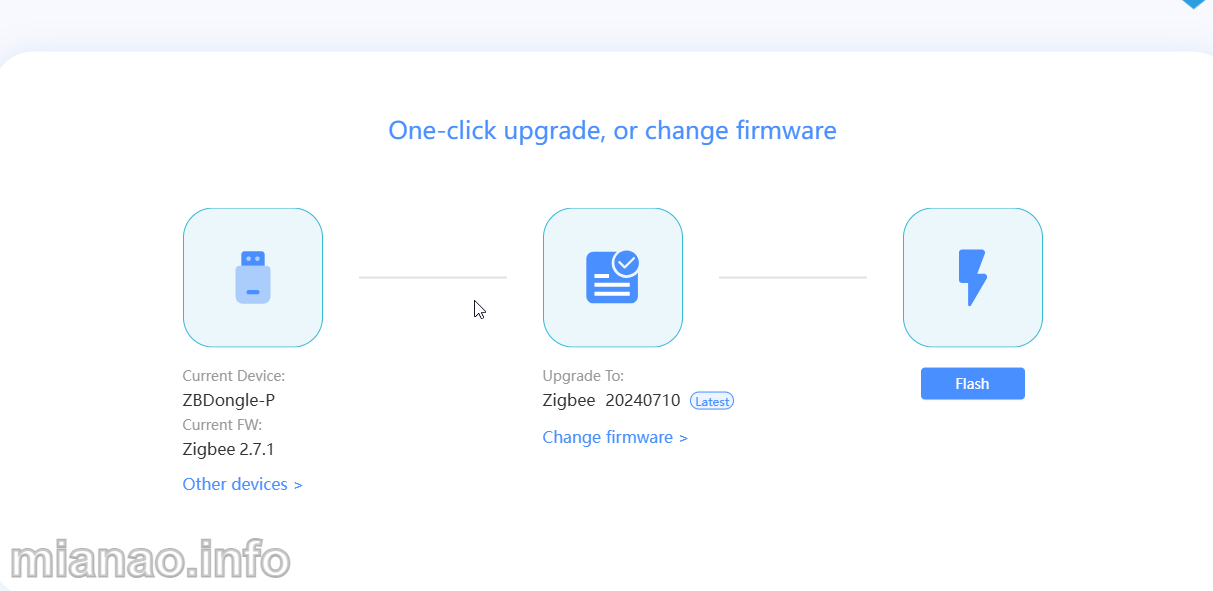 One-click upgrade, or change firmware
Current Device:
ZBDongle-P
Current FW:
Zigbee 2.7.1
Other devices >
Upgrade To:
Zigbee 20240710 Latest
Change firmware >
Flash
mianao.info